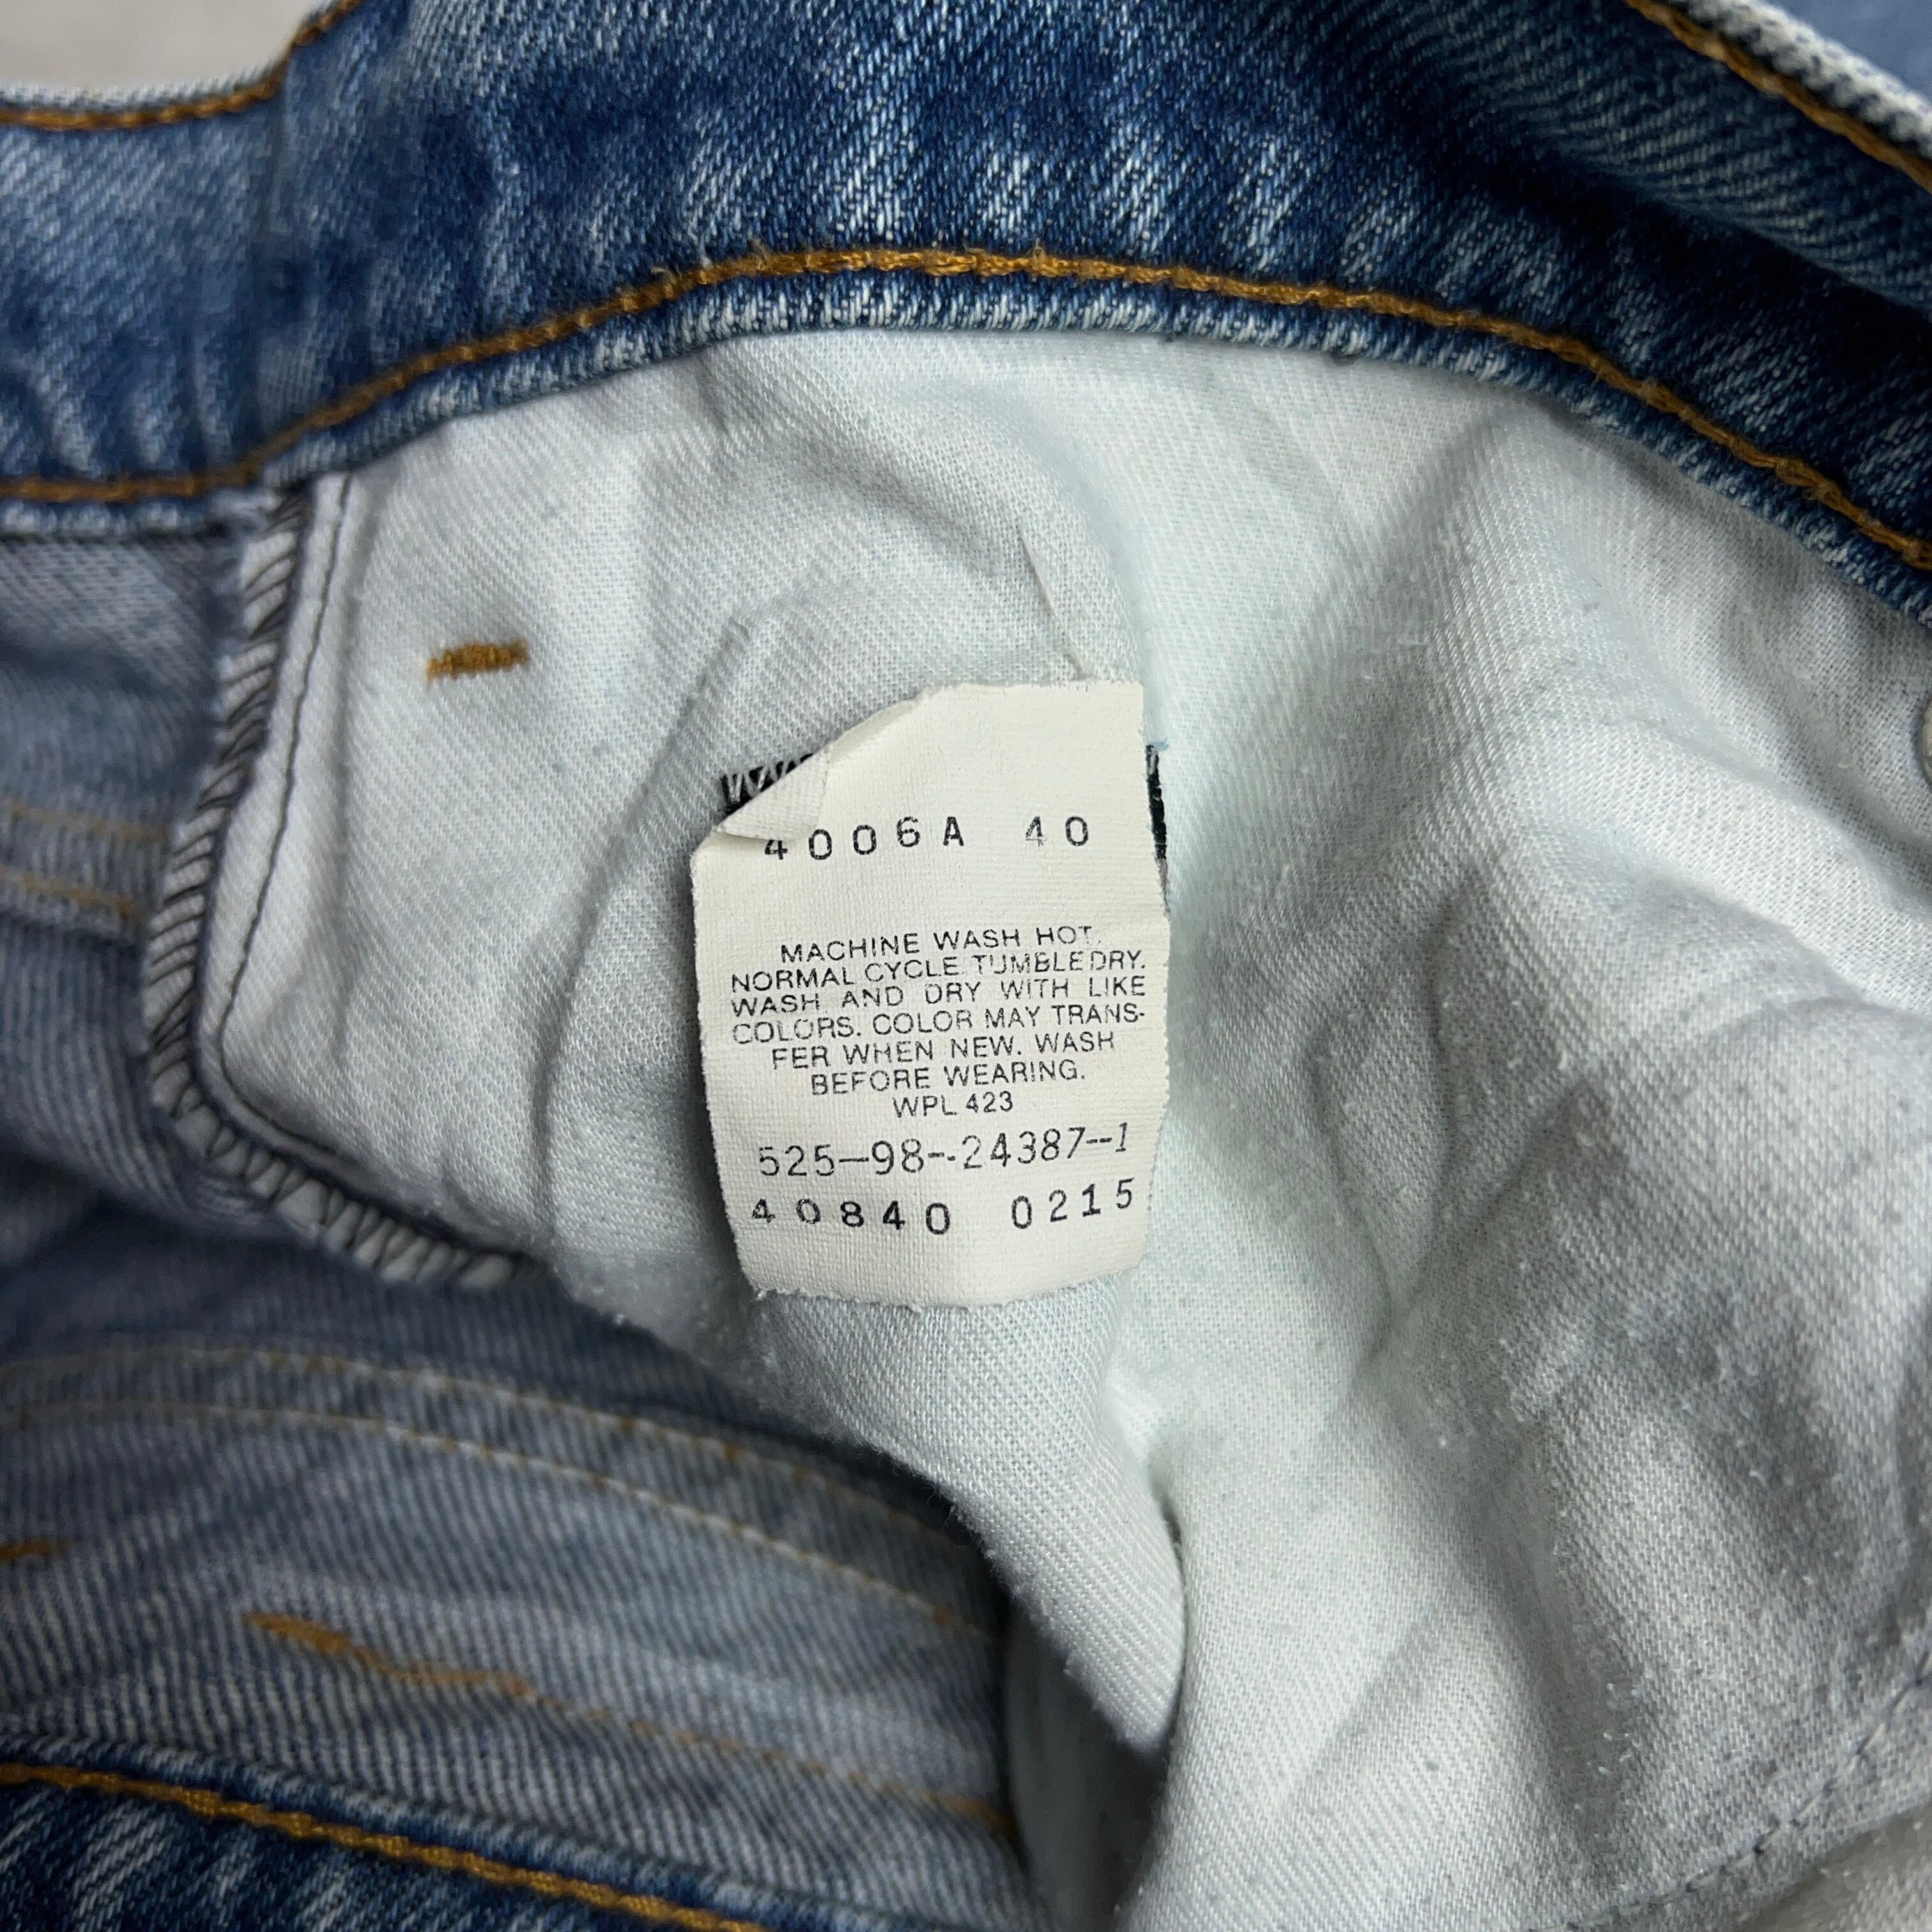 4006A 40
MACHINE WASH HOT.
NORMAL CYCLE. TUMBLE DRY.
WASH AND DRY WITH LIKE
COLORS. COLOR MAY TRANS-
FER WHEN NEW. WASH
BEFORE WEARING.
WPL 423
525-98-24387-1
40840 0215